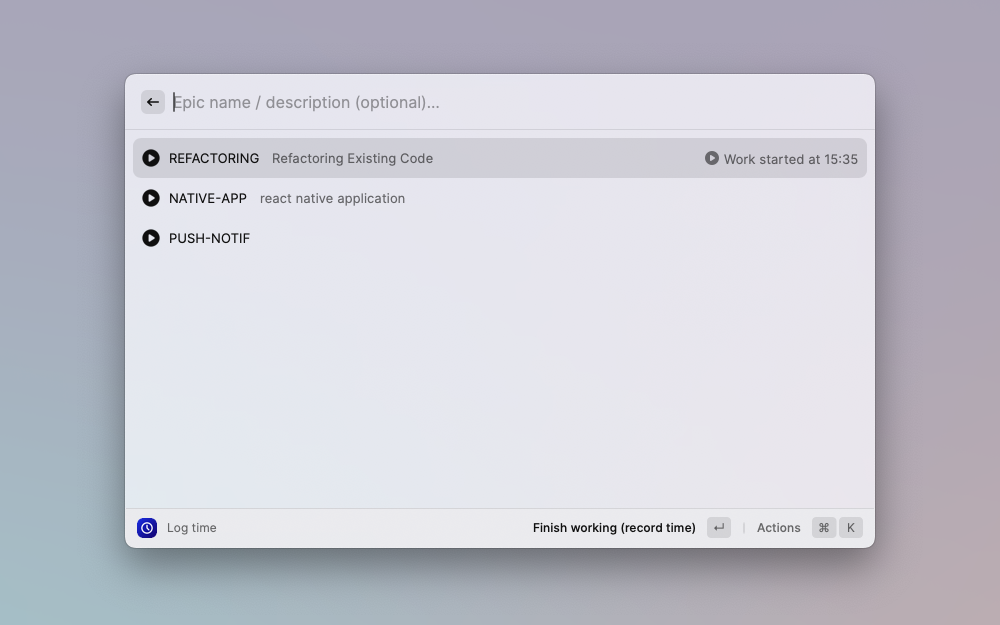 Epic name / description (optional)...
REFACTORING Refactoring Existing Code Work started at 15:35
NATIVE-APP react native application
PUSH-NOTIF
Log time Finish working (record time) ↵ Actions ⌘ K